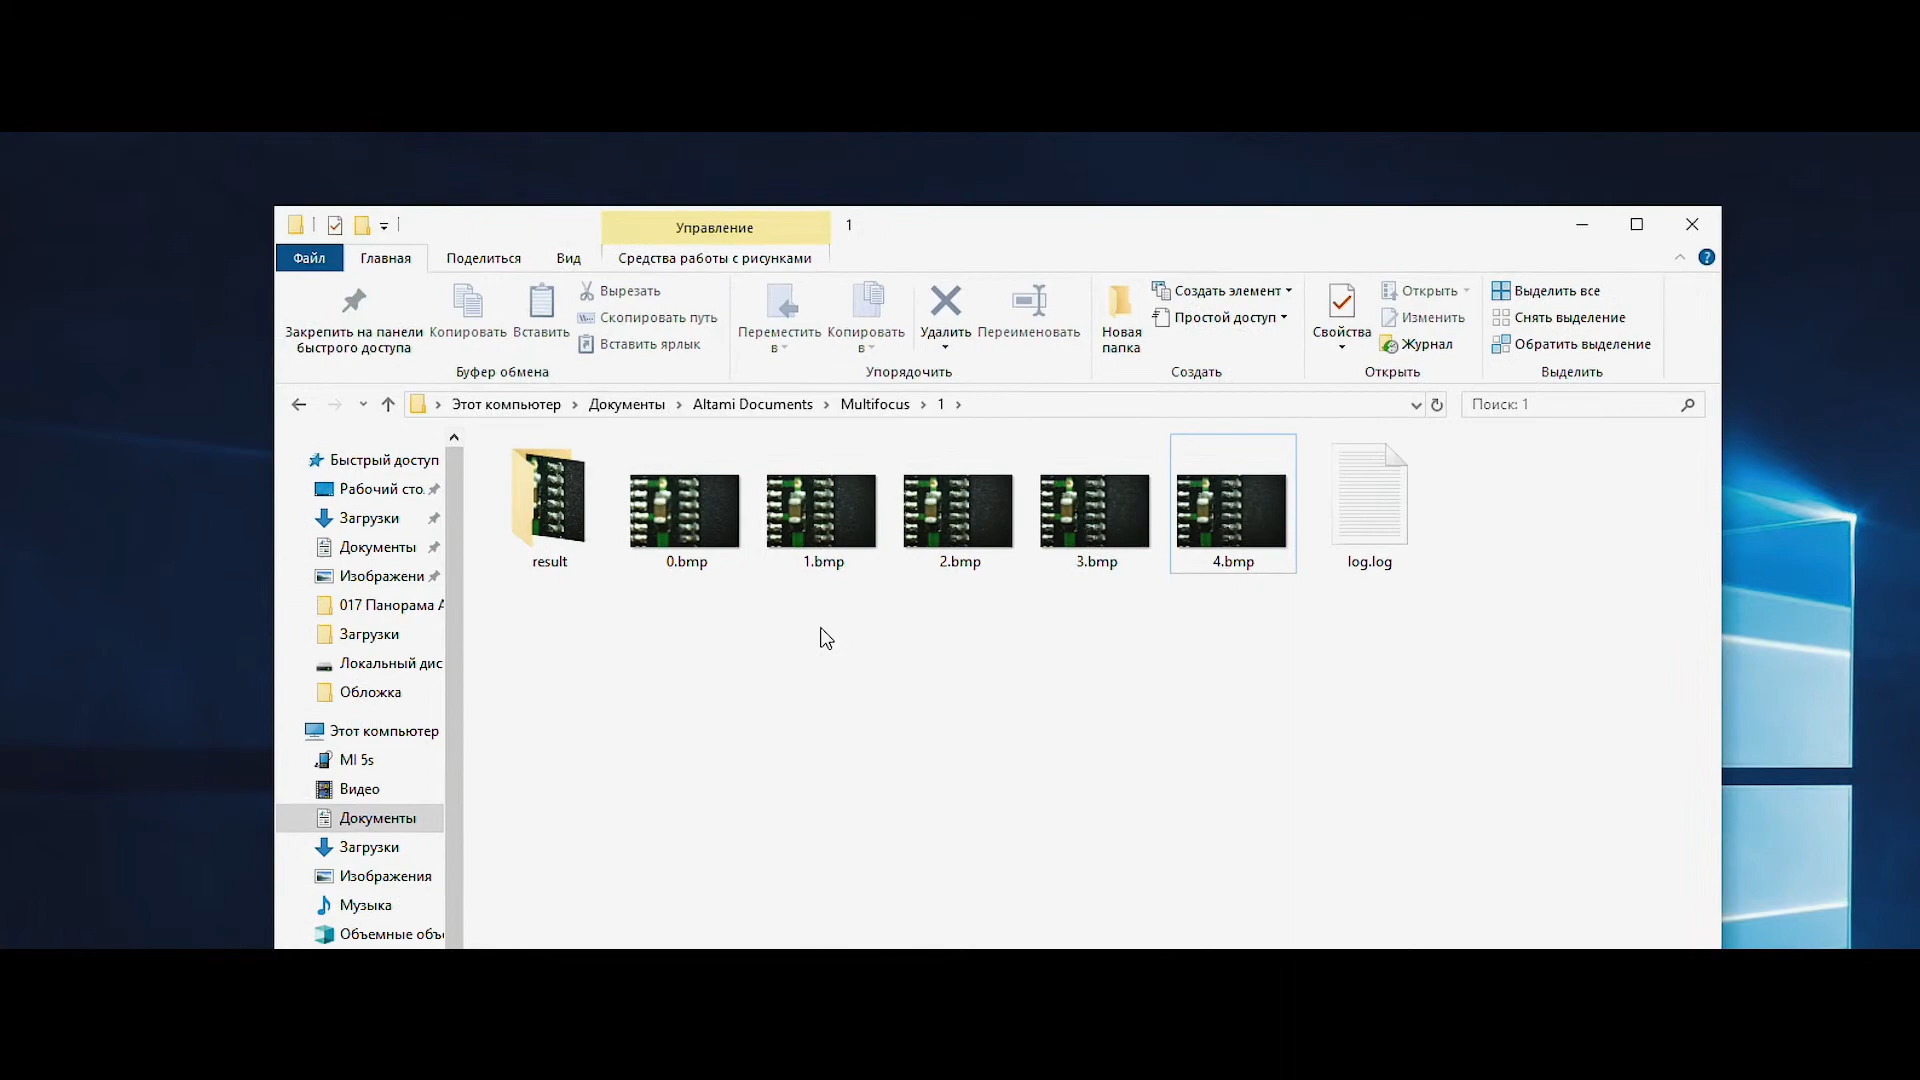 Управление
1
Файл
Главная
Поделиться
Вид
Средства работы с рисунками
?
Закрепить на панели
быстрого доступа
Копировать
Вставить
Вырезать
Скопировать путь
Вставить ярлык
Буфер обмена
Переместить
в
Копировать
в
Удалить
Переименовать
Упорядочить
Новая
папка
Создать элемент
Простой доступ
Создать
Свойства
Открыть
Изменить
Журнал
Открыть
Выделить все
Снять выделение
Обратить выделение
Выделить
Этот компьютер
Документы
Altami Documents
Multifocus
1
Поиск: 1
Быстрый доступ
Рабочий сто
Загрузки
Документы
Изображени
017 Панорама А
Загрузки
Локальный дис
Обложка
Этот компьютер
MI 5s
Видео
Документы
Загрузки
Изображения
Музыка
Объемные объ
result
0.bmp
1.bmp
2.bmp
3.bmp
4.bmp
log.log